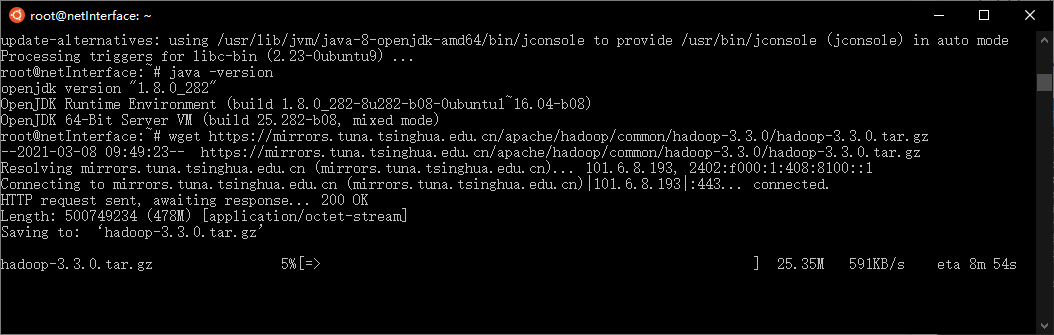 root@netInterface: ~
update-alternatives: using /usr/lib/jvm/java-8-openjdk-amd64/bin/jconsole to provide /usr/bin/jconsole (jconsole) in auto mode
Processing triggers for libc-bin (2.23-0ubuntu9) ...
root@netInterface:~# java -version
openjdk version "1.8.0_282"
OpenJDK Runtime Environment (build 1.8.0_282-8u282-b08-0ubuntu1~16.04-b08)
OpenJDK 64-Bit Server VM (build 25.282-b08, mixed mode)
root@netInterface:~# wget https://mirrors.tuna.tsinghua.edu.cn/apache/hadoop/common/hadoop-3.3.0/hadoop-3.3.0.tar.gz
--2021-03-08 09:49:23--  https://mirrors.tuna.tsinghua.edu.cn/apache/hadoop/common/hadoop-3.3.0/hadoop-3.3.0.tar.gz
Resolving mirrors.tuna.tsinghua.edu.cn (mirrors.tuna.tsinghua.edu.cn)... 101.6.8.193, 2402:f000:1:408:8100::1
Connecting to mirrors.tuna.tsinghua.edu.cn (mirrors.tuna.tsinghua.edu.cn)|101.6.8.193|:443... connected.
HTTP request sent, awaiting response... 200 OK
Length: 500749234 (478M) [application/octet-stream]
Saving to: ‘hadoop-3.3.0.tar.gz’
hadoop-3.3.0.tar.gz 5%[=> ] 25.35M 591KB/s eta 8m 54s